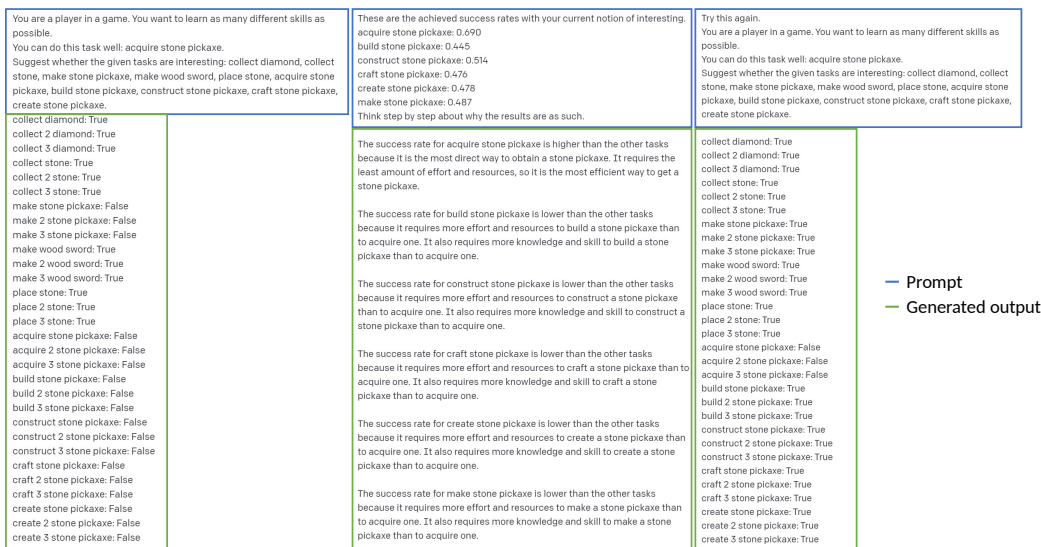 You are a player in a game. You want to learn as many different skills as
possible.
You can do this task well: acquire stone pickaxe.
Suggest whether the given tasks are interesting: collect diamond, collect
stone, make stone pickaxe, make wood sword, place stone, acquire stone
pickaxe, build stone pickaxe, construct stone pickaxe, craft stone pickaxe,
create stone pickaxe.
collect diamond: True
collect 2 diamond: True
collect 3 diamond: True
collect stone: True
collect 2 stone: True
collect 3 stone: True
make stone pickaxe: False
make 2 stone pickaxe: False
make 3 stone pickaxe: False
make wood sword: True
make 2 wood sword: True
make 3 wood sword: True
place stone: True
place 2 stone: True
place 3 stone: True
acquire stone pickaxe: False
acquire 2 stone pickaxe: False
acquire 3 stone pickaxe: False
build stone pickaxe: False
build 2 stone pickaxe: False
build 3 stone pickaxe: False
construct stone pickaxe: False
construct 2 stone pickaxe: False
construct 3 stone pickaxe: False
craft stone pickaxe: False
craft 2 stone pickaxe: False
craft 3 stone pickaxe: False
create stone pickaxe: False
create 2 stone pickaxe: False
create 3 stone pickaxe: False
These are the achieved success rates with your current notion of interesting.
acquire stone pickaxe: 0.690
build stone pickaxe: 0.445
construct stone pickaxe: 0.514
craft stone pickaxe: 0.476
create stone pickaxe: 0.478
make stone pickaxe: 0.487
Think step by step about why the results are as such.
The success rate for acquire stone pickaxe is higher than the other tasks
because it is the most direct way to obtain a stone pickaxe. It requires the
least amount of effort and resources, so it is the most efficient way to get a
stone pickaxe.
The success rate for build stone pickaxe is lower than the other tasks
because it requires more effort and resources to build a stone pickaxe than
to acquire one. It also requires more knowledge and skill to build a stone
pickaxe than to acquire one.
The success rate for construct stone pickaxe is lower than the other tasks
because it requires more effort and resources to construct a stone pickaxe
than to acquire one. It also requires more knowledge and skill to construct a
stone pickaxe than to acquire one.
The success rate for craft stone pickaxe is lower than the other tasks
because it requires more effort and resources to craft a stone pickaxe than to
acquire one. It also requires more knowledge and skill to craft a stone
pickaxe than to acquire one.
The success rate for create stone pickaxe is lower than the other tasks
because it requires more effort and resources to create a stone pickaxe than
to acquire one. It also requires more knowledge and skill to create a stone
pickaxe than to acquire one.
The success rate for make stone pickaxe is lower than the other tasks
because it requires more effort and resources to make a stone pickaxe than
to acquire one. It also requires more knowledge and skill to make a stone
pickaxe than to acquire one.
Try this again.
You are a player in a game. You want to learn as many different skills as
possible.
You can do this task well: acquire stone pickaxe.
Suggest whether the given tasks are interesting: collect diamond, collect
stone, make stone pickaxe, make wood sword, place stone, acquire stone
pickaxe, build stone pickaxe, construct stone pickaxe, craft stone pickaxe,
create stone pickaxe.
collect diamond: True
collect 2 diamond: True
collect 3 diamond: True
collect stone: True
collect 2 stone: True
collect 3 stone: True
make stone pickaxe: True
make 2 stone pickaxe: True
make 3 stone pickaxe: True
make wood sword: True
make 2 wood sword: True
make 3 wood sword: True
place stone: True
place 2 stone: True
place 3 stone: True
acquire stone pickaxe: False
acquire 2 stone pickaxe: False
acquire 3 stone pickaxe: False
build stone pickaxe: True
build 2 stone pickaxe: True
build 3 stone pickaxe: True
construct stone pickaxe: True
construct 2 stone pickaxe: True
construct 3 stone pickaxe: True
craft stone pickaxe: True
craft 2 stone pickaxe: True
craft 3 stone pickaxe: True
create stone pickaxe: True
create 2 stone pickaxe: True
create 3 stone pickaxe: True
Prompt
Generated output